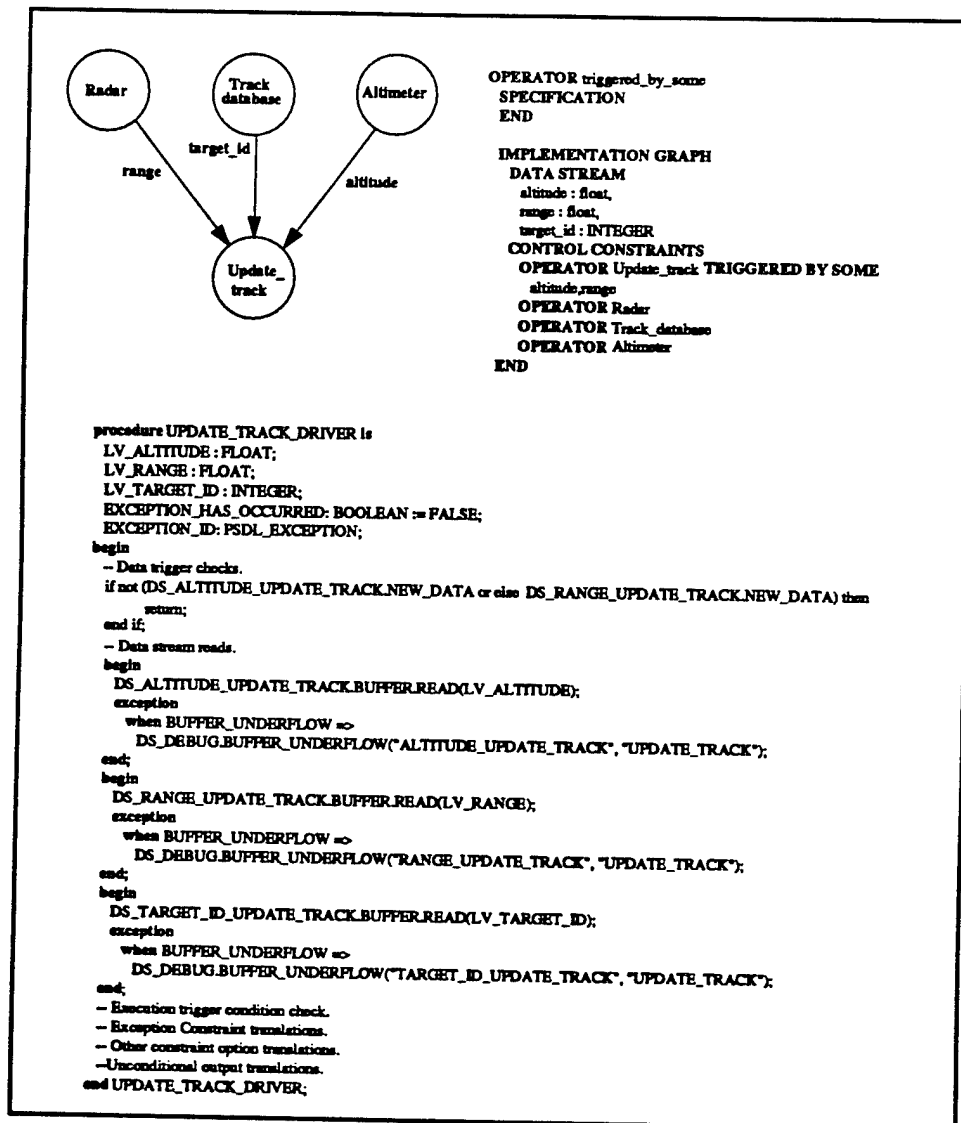 Radar
Track
database
Altimeter
target_id
range
altitude
Update_
track
OPERATOR triggered_by_some
SPECIFICATION
END
IMPLEMENTATION GRAPH
DATA STREAM
altitude : float,
range : float,
target_id : INTEGER
CONTROL CONSTRAINTS
OPERATOR Update_track TRIGGERED BY SOME
altitude,range
OPERATOR Radar
OPERATOR Track_database
OPERATOR Altimeter
END
procedure UPDATE_TRACK_DRIVER is
LV_ALTITUDE : FLOAT;
LV_RANGE : FLOAT;
LV_TARGET_ID : INTEGER;
EXCEPTION_HAS_OCCURRED: BOOLEAN := FALSE;
EXCEPTION_ID: PSDL_EXCEPTION;
begin
-- Data trigger checks.
if not (DS_ALTITUDE_UPDATE_TRACK.NEW_DATA or else DS_RANGE_UPDATE_TRACK.NEW_DATA) then
return;
end if;
-- Data stream reads.
begin
DS_ALTITUDE_UPDATE_TRACK.BUFFER.READ(LV_ALTITUDE);
exception
when BUFFER_UNDERFLOW =>
DS_DEBUG.BUFFER_UNDERFLOW("ALTITUDE_UPDATE_TRACK", "UPDATE_TRACK");
end;
begin
DS_RANGE_UPDATE_TRACK.BUFFER.READ(LV_RANGE);
exception
when BUFFER_UNDERFLOW =>
DS_DEBUG.BUFFER_UNDERFLOW("RANGE_UPDATE_TRACK", "UPDATE_TRACK");
end;
begin
DS_TARGET_ID_UPDATE_TRACK.BUFFER.READ(LV_TARGET_ID);
exception
when BUFFER_UNDERFLOW =>
DS_DEBUG.BUFFER_UNDERFLOW("TARGET_ID_UPDATE_TRACK", "UPDATE_TRACK");
end;
-- Execution trigger condition check.
-- Exception Constraint translations.
-- Other constraint option translations.
--Unconditional output translations.
end UPDATE_TRACK_DRIVER;